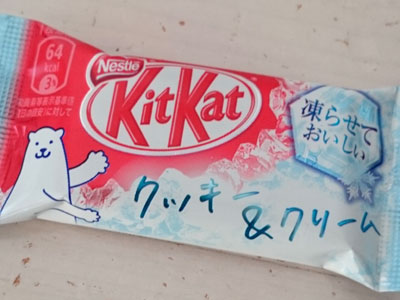 64
kcal
3%
Nestlé
KitKat
凍らせて
おいしい
クッキー
&クリーム